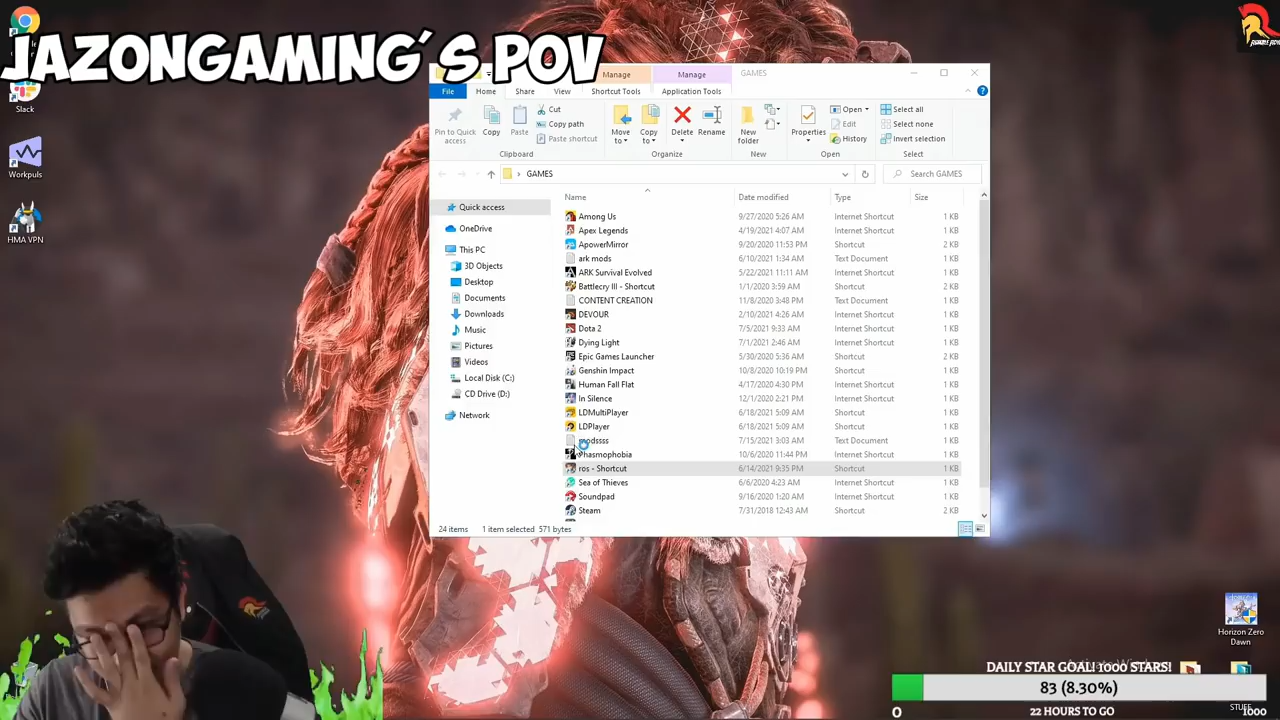 JAZONGAMING'S POV
Slack
Workpuls
HMA VPN
Manage
Manage
GAMES
File
Home
Share
View
Shortcut Tools
Application Tools
Pin to Quick access
Copy
Paste
Cut
Copy path
Paste shortcut
Clipboard
Move to
Copy to
Delete
Rename
Organize
New folder
New
Properties
Open
Edit
History
Open
Select all
Select none
Invert selection
Select
GAMES
Search GAMES
Quick access
OneDrive
This PC
3D Objects
Desktop
Documents
Downloads
Music
Pictures
Videos
Local Disk (C:)
CD Drive (D:)
Network
Name Date modified Type Size
Among Us 9/27/2020 5:26 AM Internet Shortcut 1 KB
Apex Legends 4/19/2021 4:07 AM Internet Shortcut 1 KB
ApowerMirror 9/20/2020 11:53 PM Shortcut 2 KB
ark mods 6/10/2021 1:34 AM Text Document 1 KB
ARK Survival Evolved 5/22/2021 11:11 AM Internet Shortcut 1 KB
Battlecry III - Shortcut 1/1/2020 3:59 AM Shortcut 2 KB
CONTENT CREATION 11/8/2020 3:48 PM Text Document 1 KB
DEVOUR 2/10/2021 4:26 AM Internet Shortcut 1 KB
Dota 2 7/5/2021 9:33 AM Internet Shortcut 1 KB
Dying Light 7/1/2021 2:46 AM Internet Shortcut 1 KB
Epic Games Launcher 5/30/2020 5:36 AM Shortcut 2 KB
Genshin Impact 10/8/2020 10:19 PM Shortcut 1 KB
Human Fall Flat 4/17/2020 4:30 PM Internet Shortcut 1 KB
In Silence 12/1/2020 2:21 PM Internet Shortcut 1 KB
LDMultiPlayer 6/18/2021 5:09 AM Shortcut 1 KB
LDPlayer 6/18/2021 5:09 AM Shortcut 1 KB
modssss 7/15/2021 3:03 AM Text Document 1 KB
Phasmophobia 10/6/2020 11:44 PM Internet Shortcut 1 KB
ros - Shortcut 6/14/2021 9:35 PM Shortcut 1 KB
Sea of Thieves 6/6/2020 4:23 AM Internet Shortcut 1 KB
Soundpad 9/16/2020 1:20 AM Internet Shortcut 1 KB
Steam 7/31/2018 12:43 AM Shortcut 2 KB
24 items 1 item selected 571 bytes
Horizon Zero
Dawn
DAILY STAR GOAL! 1000 STARS!
83 (8.30%)
0 22 HOURS TO GO 1000
STUFF